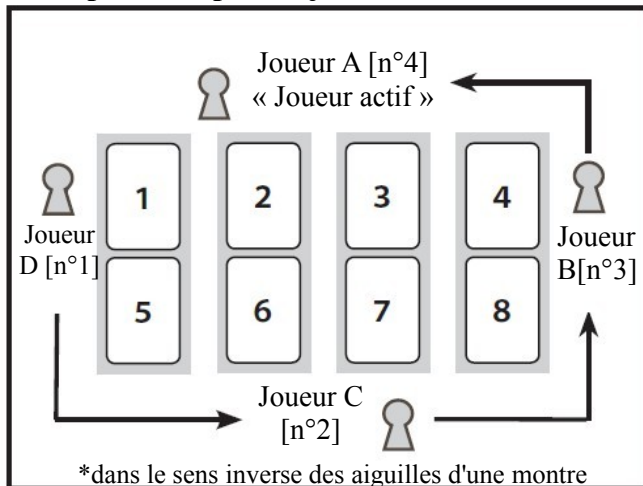 Joueur A [n°4]
« Joueur actif »
1 2 3 4
Joueur
D [n°1]
Joueur
B[n°3]
5 6 7 8
Joueur C
[n°2]
*dans le sens inverse des aiguilles d'une montre